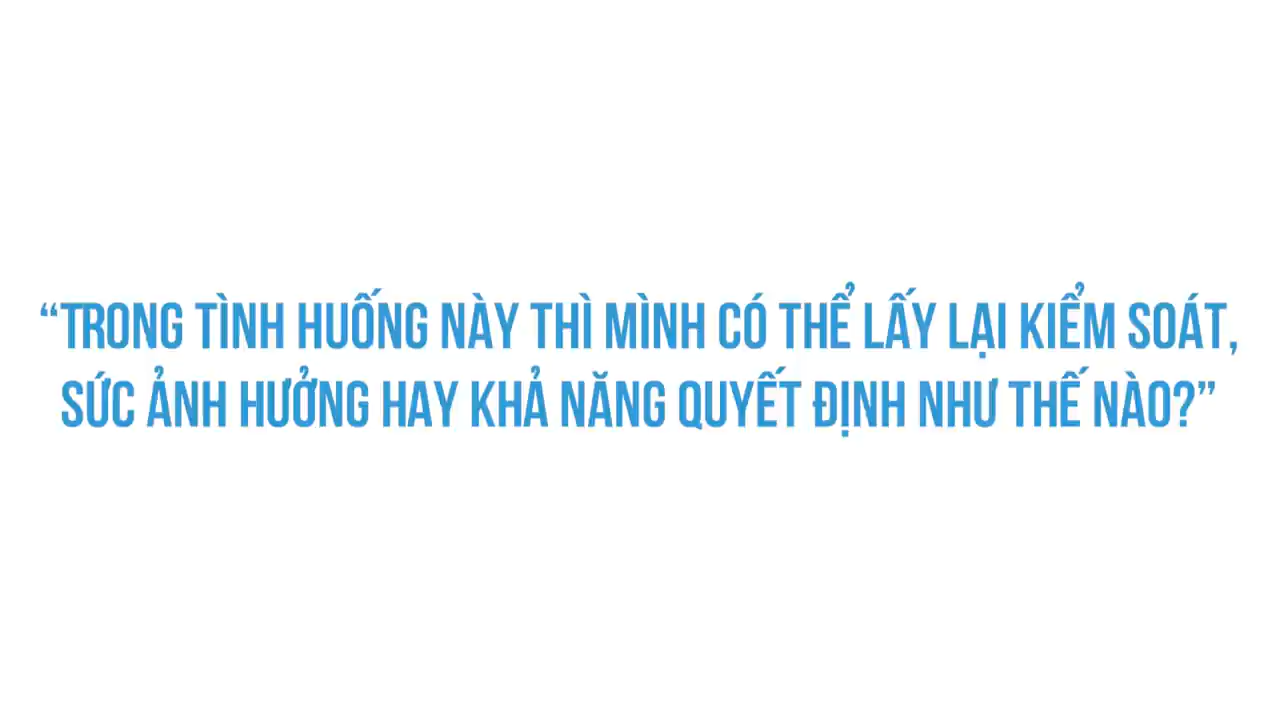 “TRONG TÌNH HUỐNG NÀY THÌ MÌNH CÓ THỂ LẤY LẠI KIỂM SOÁT,
SỨC ẢNH HƯỞNG HAY KHẢ NĂNG QUYẾT ĐỊNH NHƯ THẾ NÀO?”